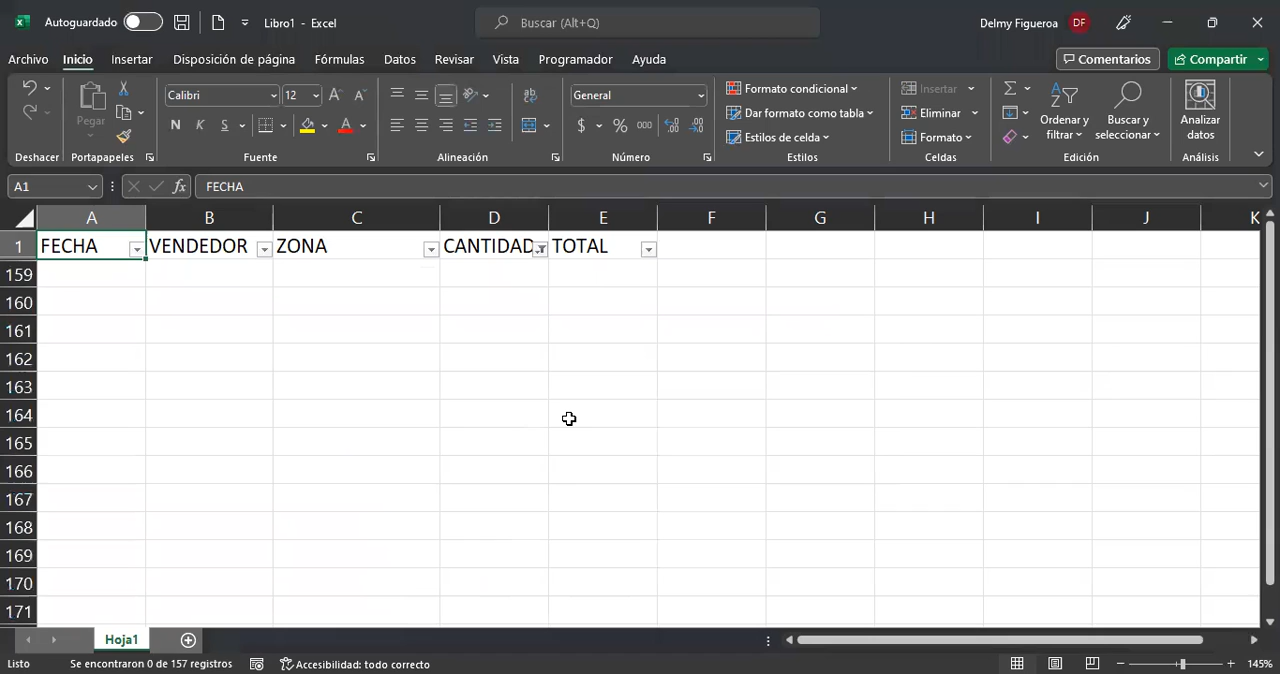 Autoguardado Libro1 - Excel Buscar (Alt+Q) Delmy Figueroa DF
Archivo Inicio Insertar Disposición de página Fórmulas Datos Revisar Vista Programador Ayuda Comentarios Compartir
Pegar Calibri 12 General Formato condicional Insertar Ordenar y Buscar y Analizar
N K S $ % 000 Dar formato como tabla Eliminar filtrar seleccionar datos
Estilos de celda Formato
Deshacer Portapapeles Fuente Alineación Número Estilos Celdas Edición Análisis
A1 fx FECHA
A B C D E F G H I J K
1 FECHA VENDEDOR ZONA CANTIDAD TOTAL
159
160
161
162
163
164
165
166
167
168
169
170
171
Hoja1
Listo Se encontraron 0 de 157 registros Accesibilidad: todo correcto 145%